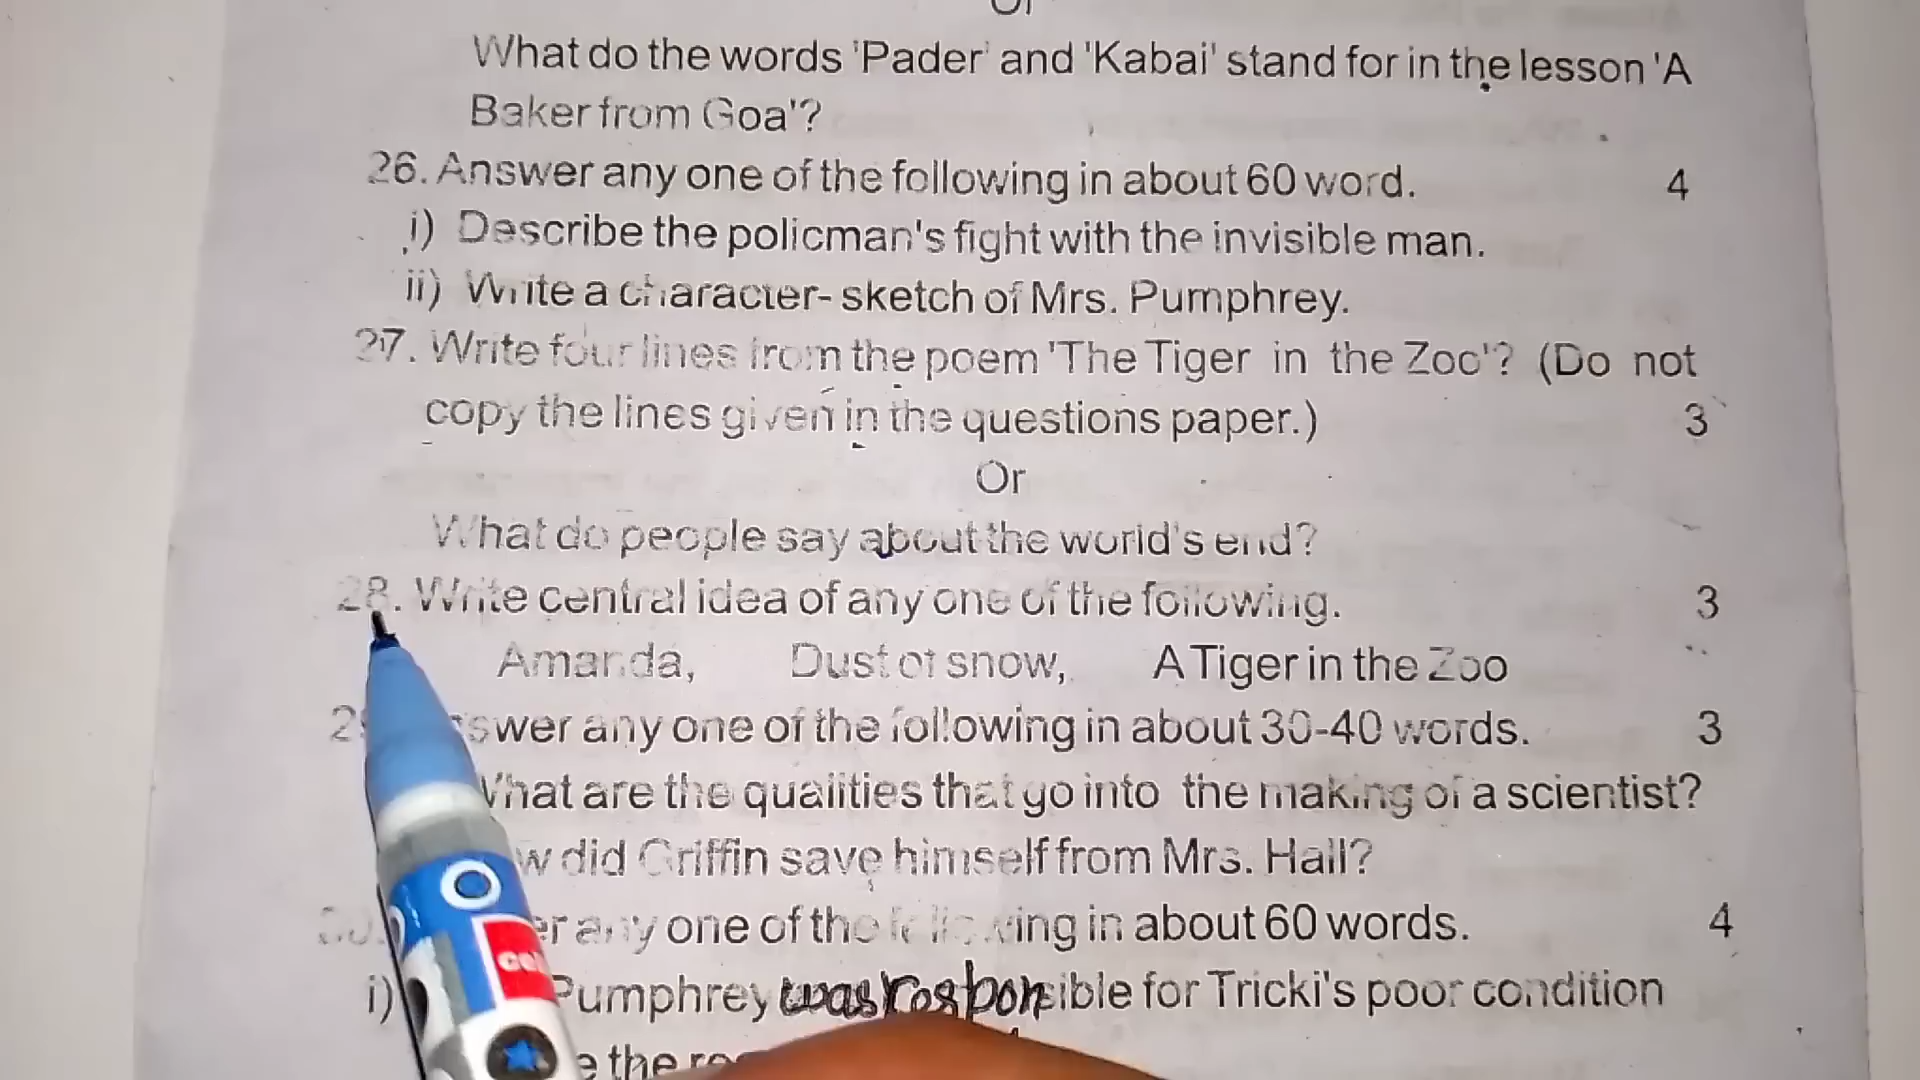 Or
What do the words 'Pader' and 'Kabai' stand for in the lesson 'A
Baker from Goa'?
26. Answer any one of the following in about 60 word. 4
i) Describe the policman's fight with the invisible man.
ii) Write a character- sketch of Mrs. Pumphrey.
27. Write four lines from the poem 'The Tiger in the Zoo'? (Do not
copy the lines given in the questions paper.) 3
Or
What do people say about the world's end?
28. Write central idea of any one of the following. 3
Amanda, Dust of snow, A Tiger in the Zoo
any one of the following in about 30-40 words. 3
What are the qualities that go into the making of a scientist?
did Griffin save himself from Mrs. Hall?
any one of the following in about 60 words. 4
i) Pumphrey was responsible for Tricki's poor condition
the